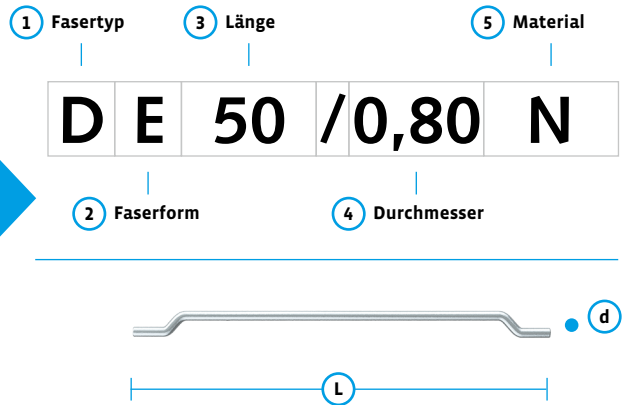 1 Fasertyp 3 Länge 5 Material
D E 50 /0,80 N
2 Faserform 4 Durchmesser
d
L